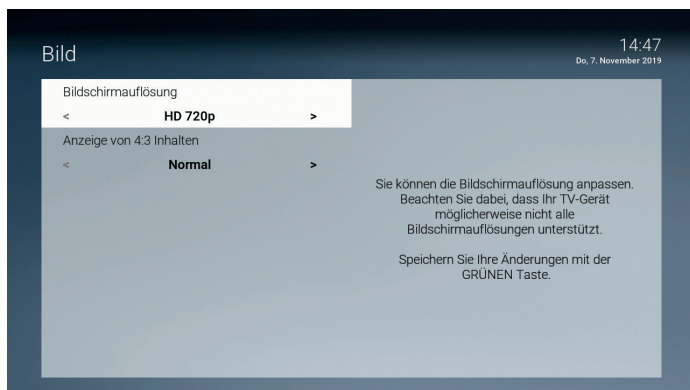 Bild
14:47
Do, 7. November 2019
Bildschirmauflösung
< HD 720p >
Anzeige von 4:3 Inhalten
< Normal >
Sie können die Bildschirmauflösung anpassen.
Beachten Sie dabei, dass Ihr TV-Gerät
möglicherweise nicht alle
Bildschirmauflösungen unterstützt.
Speichern Sie Ihre Änderungen mit der
GRÜNEN Taste.